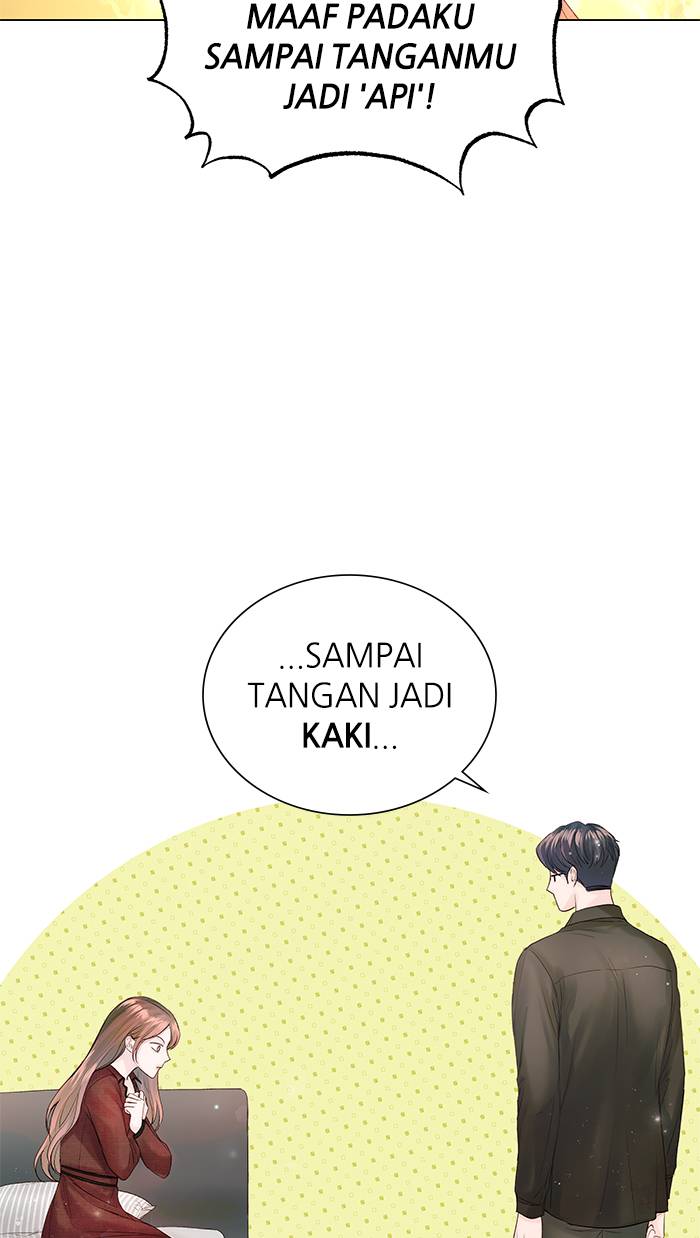 MAAF PADAKU
SAMPAI TANGANMU
JADI 'API'!
...SAMPAI
TANGAN JADI
KAKI...